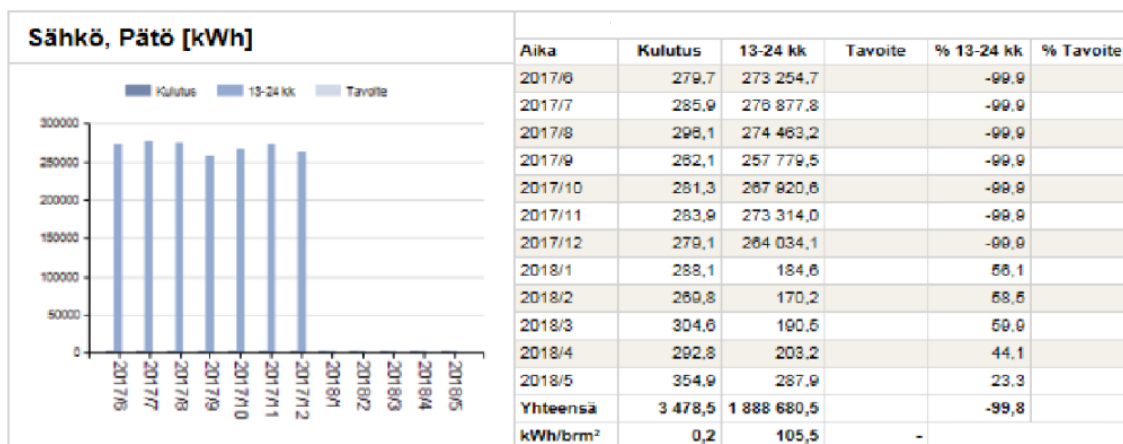 Sähkö, Pätö [kWh]
Kulutus 13-24 kk Tavoite
300000
250000
200000
150000
100000
50000
0
2017/6 2017/7 2017/8 2017/9 2017/10 2017/11 2017/12 2018/1 2018/2 2018/3 2018/4 2018/5
Aika Kulutus 13-24 kk Tavoite % 13-24 kk % Tavoite
2017/6 279,7 273 254,7 -99,9
2017/7 285,9 276 877,8 -99,9
2017/8 296,1 274 463,2 -99,9
2017/9 262,1 257 779,5 -99,9
2017/10 281,3 267 920,6 -99,9
2017/11 283,9 273 314,0 -99,9
2017/12 279,1 264 034,1 -99,9
2018/1 288,1 184,6 56,1
2018/2 269,8 170,2 58,5
2018/3 304,6 190,5 59,9
2018/4 292,8 203,2 44,1
2018/5 354,9 287,9 23,3
Yhteensä 3 478,5 1 888 680,5 -99,8
kWh/brm² 0,2 105,5 -